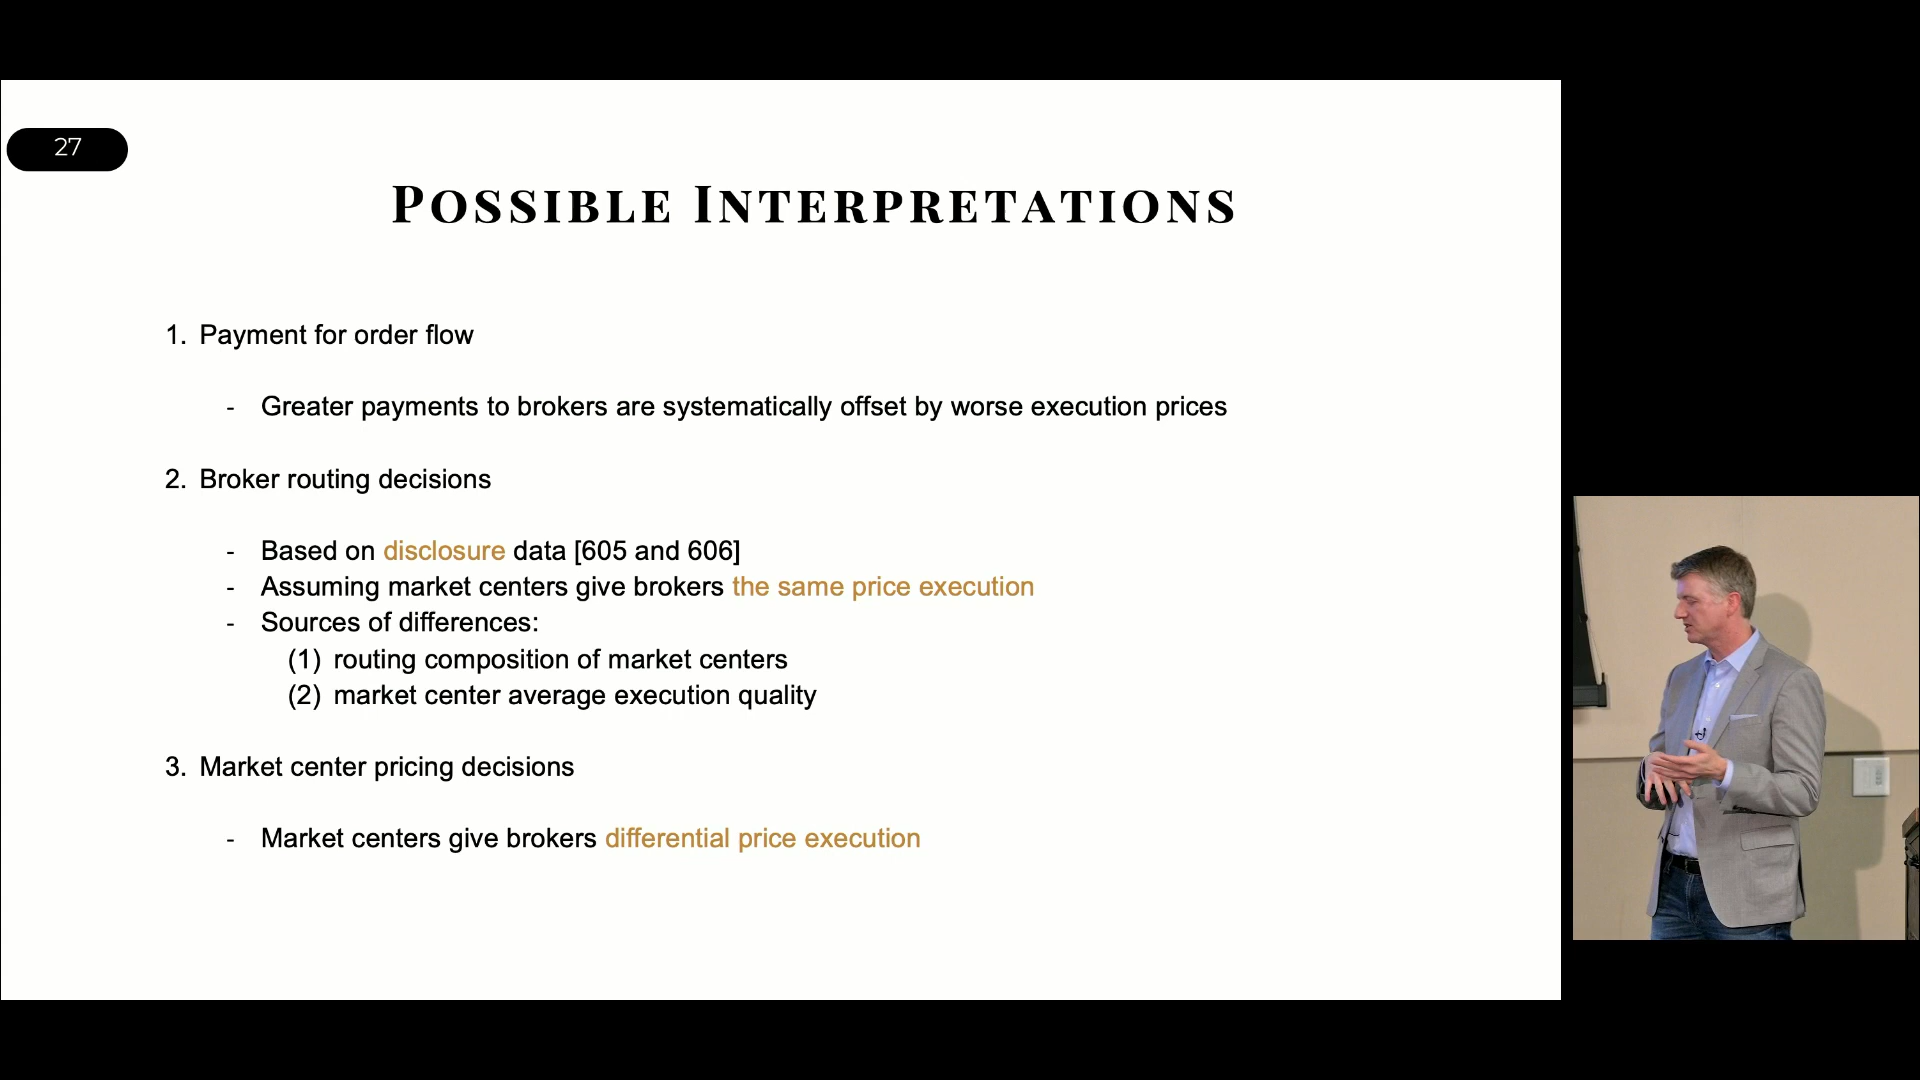 27
POSSIBLE INTERPRETATIONS
1. Payment for order flow
- Greater payments to brokers are systematically offset by worse execution prices
2. Broker routing decisions
- Based on disclosure data [605 and 606]
- Assuming market centers give brokers the same price execution
- Sources of differences:
(1) routing composition of market centers
(2) market center average execution quality
3. Market center pricing decisions
- Market centers give brokers differential price execution